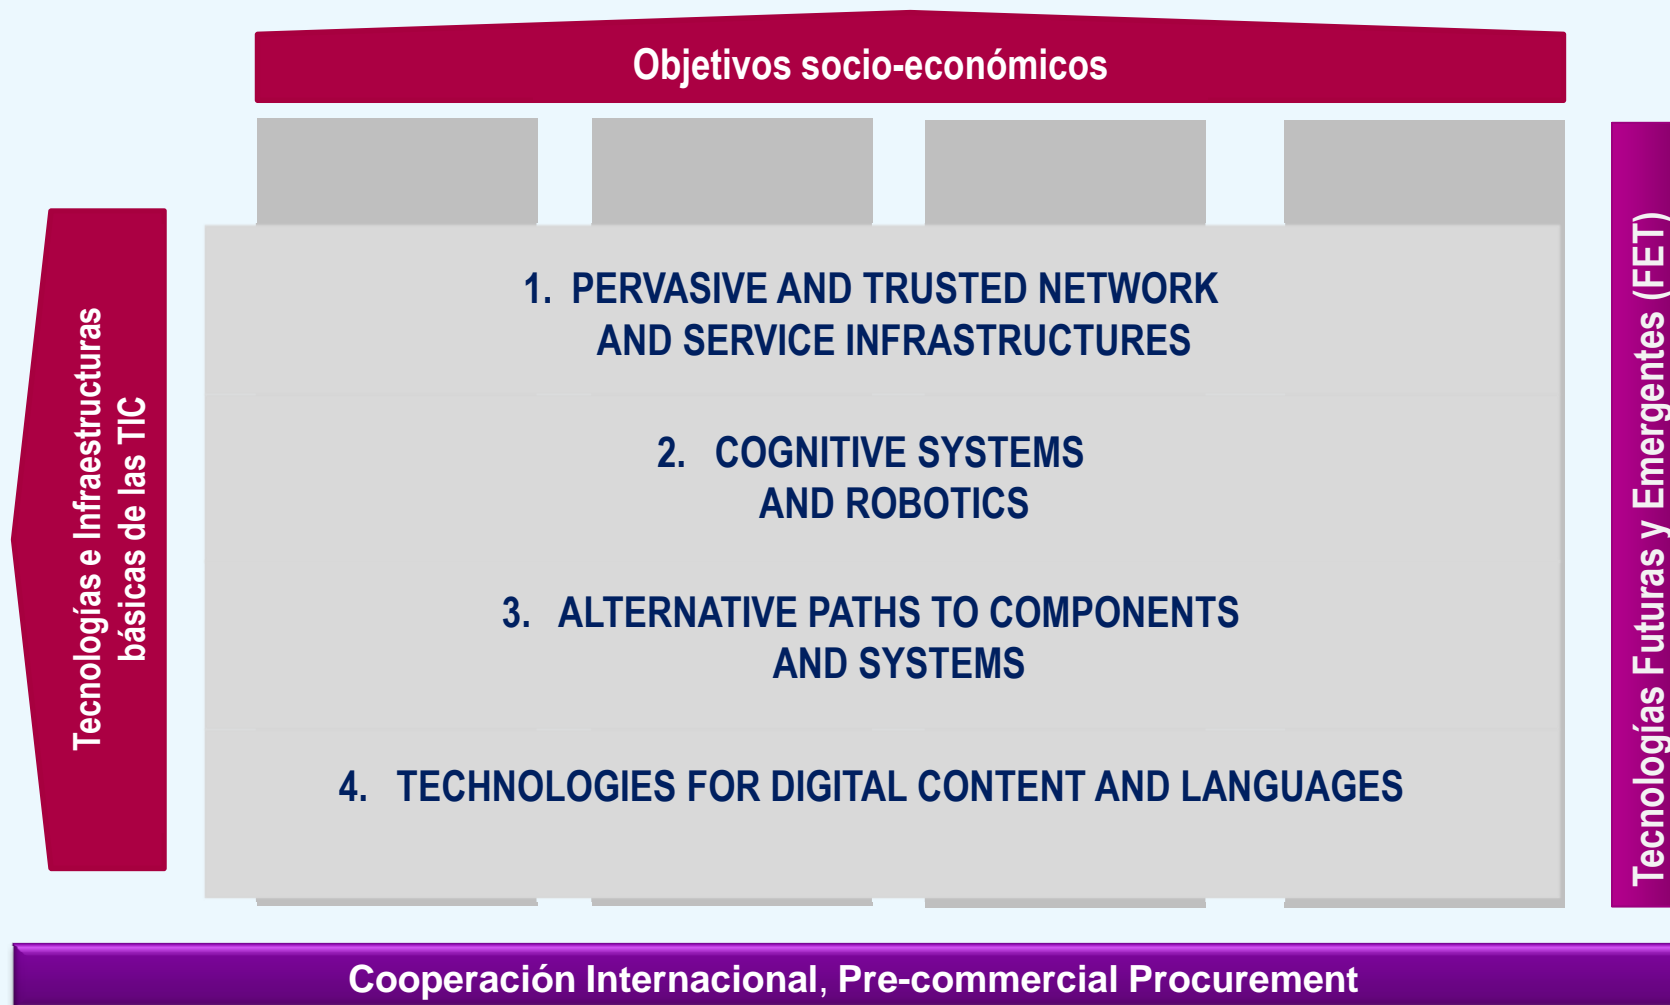 Objetivos socio-económicos
Tecnologías e Infraestructuras
básicas de las TIC
1. PERVASIVE AND TRUSTED NETWORK
AND SERVICE INFRASTRUCTURES
2. COGNITIVE SYSTEMS
AND ROBOTICS
3. ALTERNATIVE PATHS TO COMPONENTS
AND SYSTEMS
4. TECHNOLOGIES FOR DIGITAL CONTENT AND LANGUAGES
Tecnologías Futuras y Emergentes (FET)
Cooperación Internacional, Pre-commercial Procurement